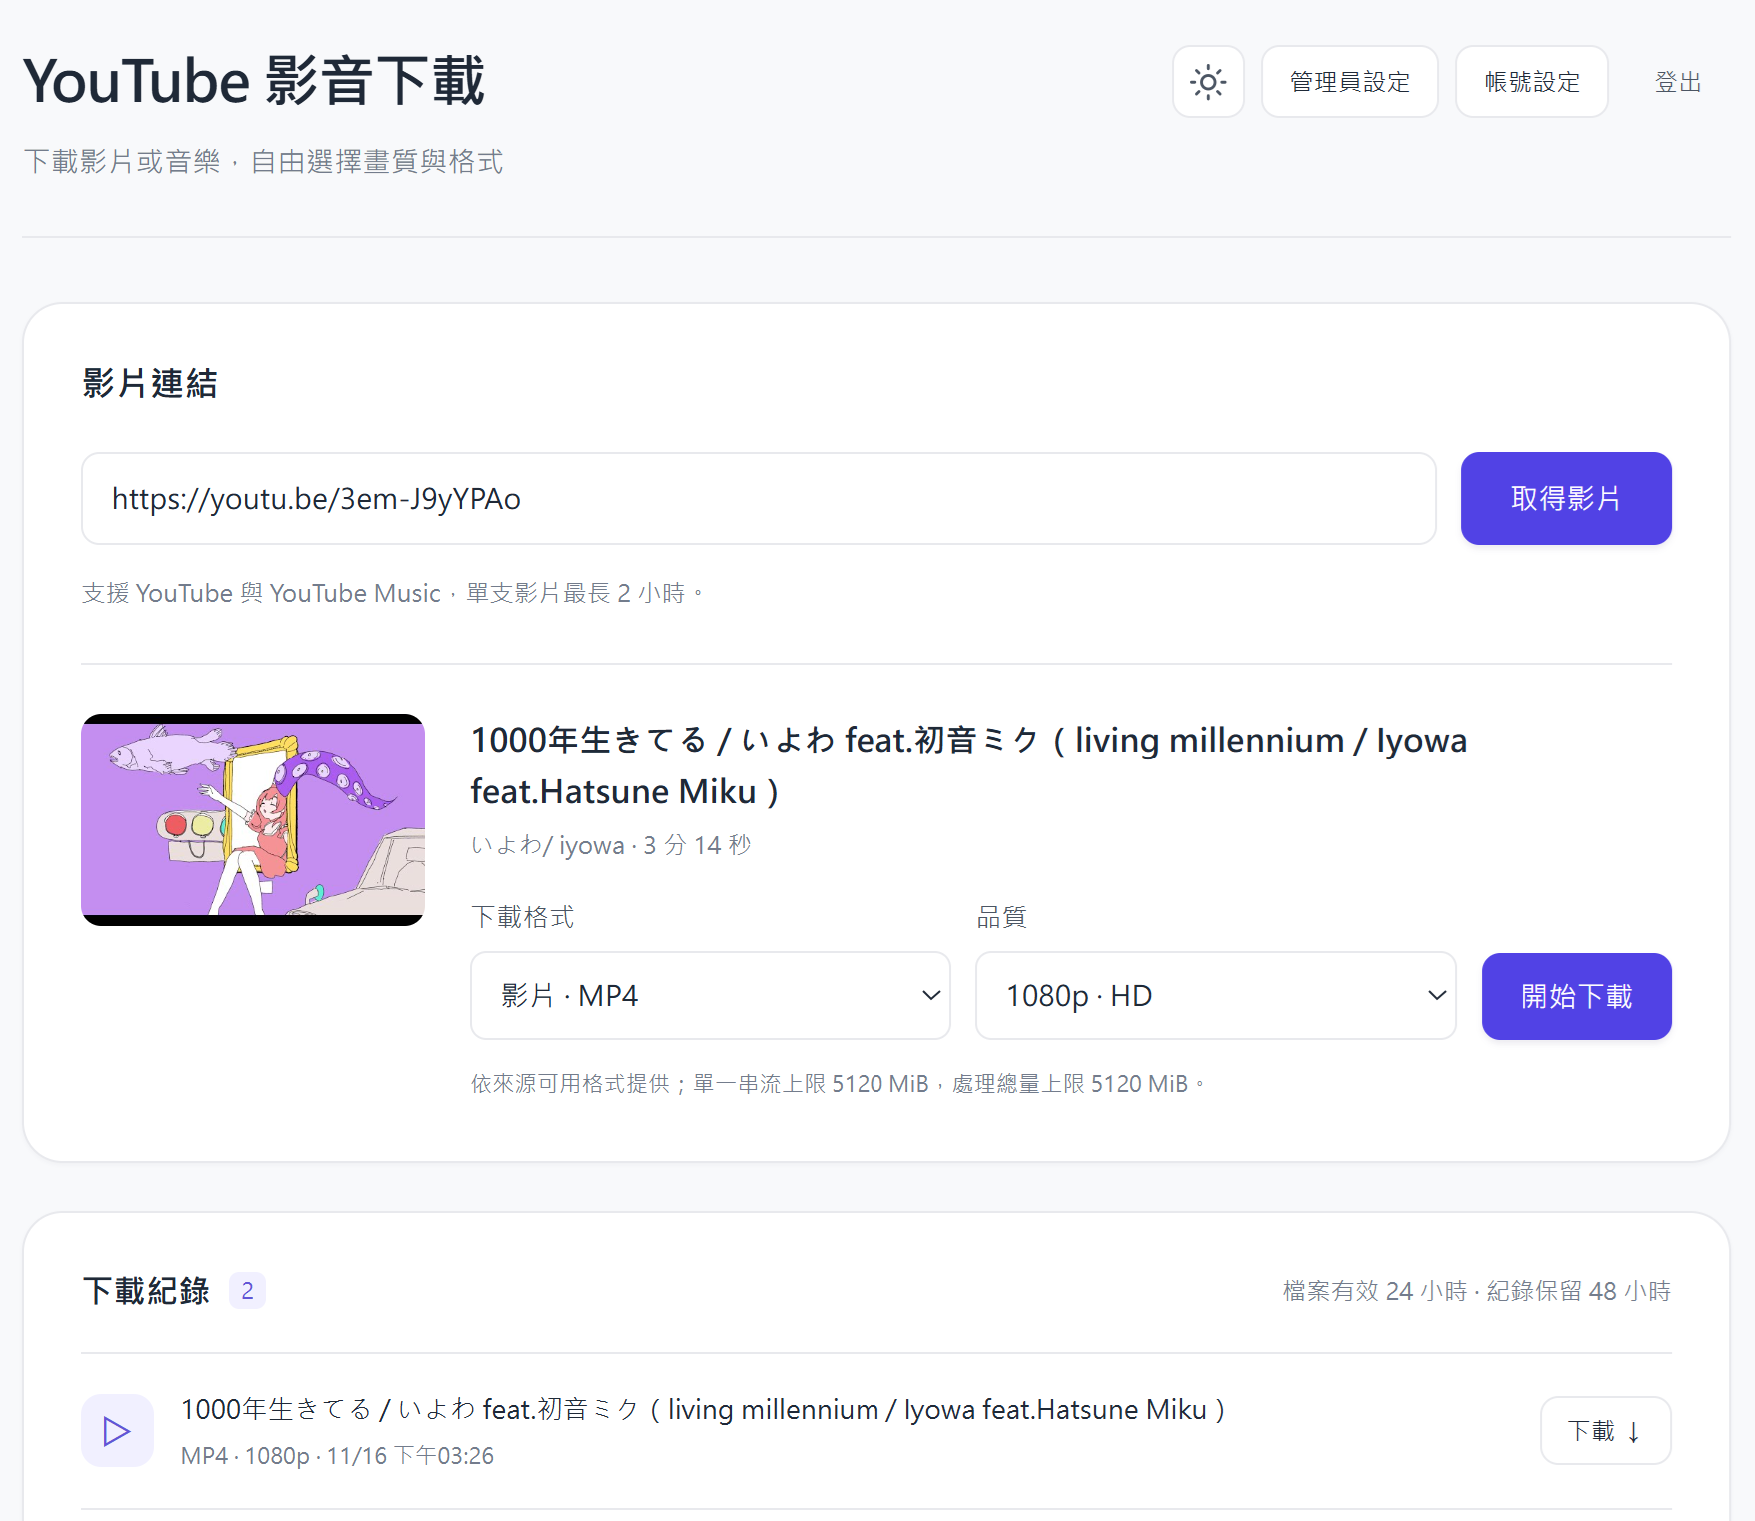 YouTube 影音下載
下載影片或音樂，自由選擇畫質與格式
管理員設定
帳號設定
登出
影片連結
https://youtu.be/3em-J9yYPAo
取得影片
支援 YouTube 與 YouTube Music，單支影片最長 2 小時。
1000年生きてる / いよわ feat.初音ミク（ living millennium / Iyowa
feat.Hatsune Miku ）
いよわ/ iyowa · 3 分 14 秒
下載格式
品質
影片 · MP4
1080p · HD
開始下載
依來源可用格式提供；單一串流上限 5120 MiB，處理總量上限 5120 MiB。
下載紀錄 2
檔案有效 24 小時 · 紀錄保留 48 小時
1000年生きてる / いよわ feat.初音ミク（ living millennium / Iyowa feat.Hatsune Miku ）
MP4 · 1080p · 11/16 下午03:26
下載 ↓